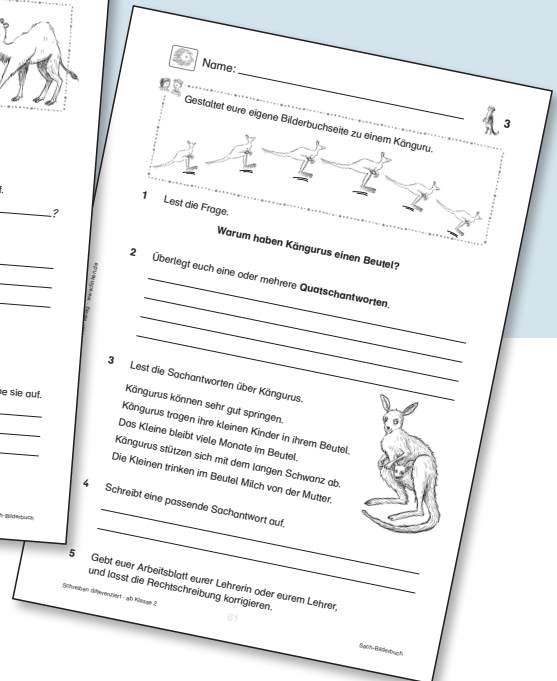 f.
?
e sie auf.
h-Bilderbuch
Name:
3
Gestaltet eure eigene Bilderbuchseite zu einem Känguru.
1 Lest die Frage.
Warum haben Kängurus einen Beutel?
2 Überlegt euch eine oder mehrere Quatschantworten.
3 Lest die Sachantworten über Kängurus.
Kängurus können sehr gut springen.
Kängurus tragen ihre kleinen Kinder in ihrem Beutel.
Das Kleine bleibt viele Monate im Beutel.
Kängurus stützen sich mit dem langen Schwanz ab.
Die Kleinen trinken im Beutel Milch von der Mutter.
4 Schreibt eine passende Sachantwort auf.
5 Gebt euer Arbeitsblatt eurer Lehrerin oder eurem Lehrer,
und lasst die Rechtschreibung korrigieren.
Schreiben differenziert · ab Klasse 2
61
Sach-Bilderbuch